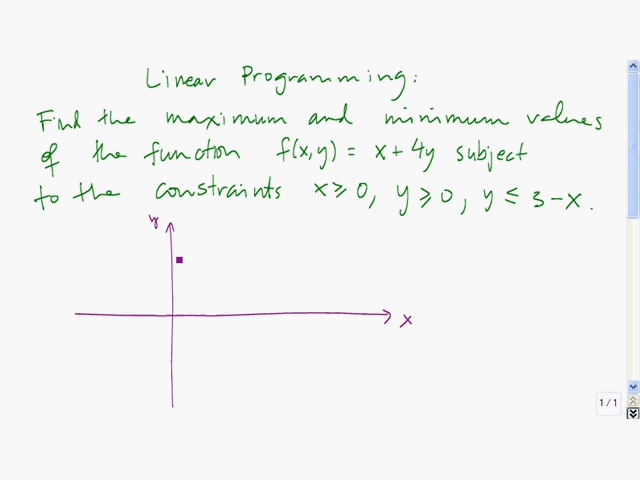 Linear Programming:
Find the maximum and minimum values
of the function f(x,y) = x + 4y subject
to the constraints x ≥ 0, y ≥ 0, y ≤ 3 - x.
y
x
1 / 1